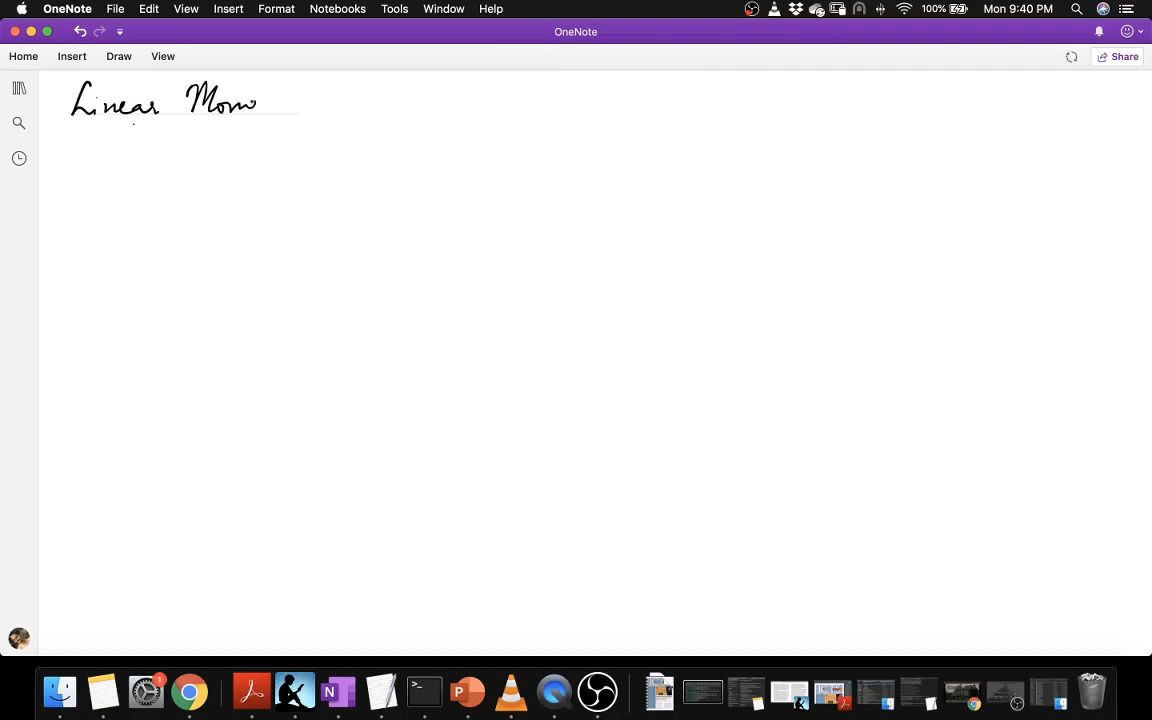 OneNote File Edit View Insert Format Notebooks Tools Window Help 100% Mon 9:40 PM
OneNote
Home Insert Draw View Share
Linear Mom
1
N >_ P